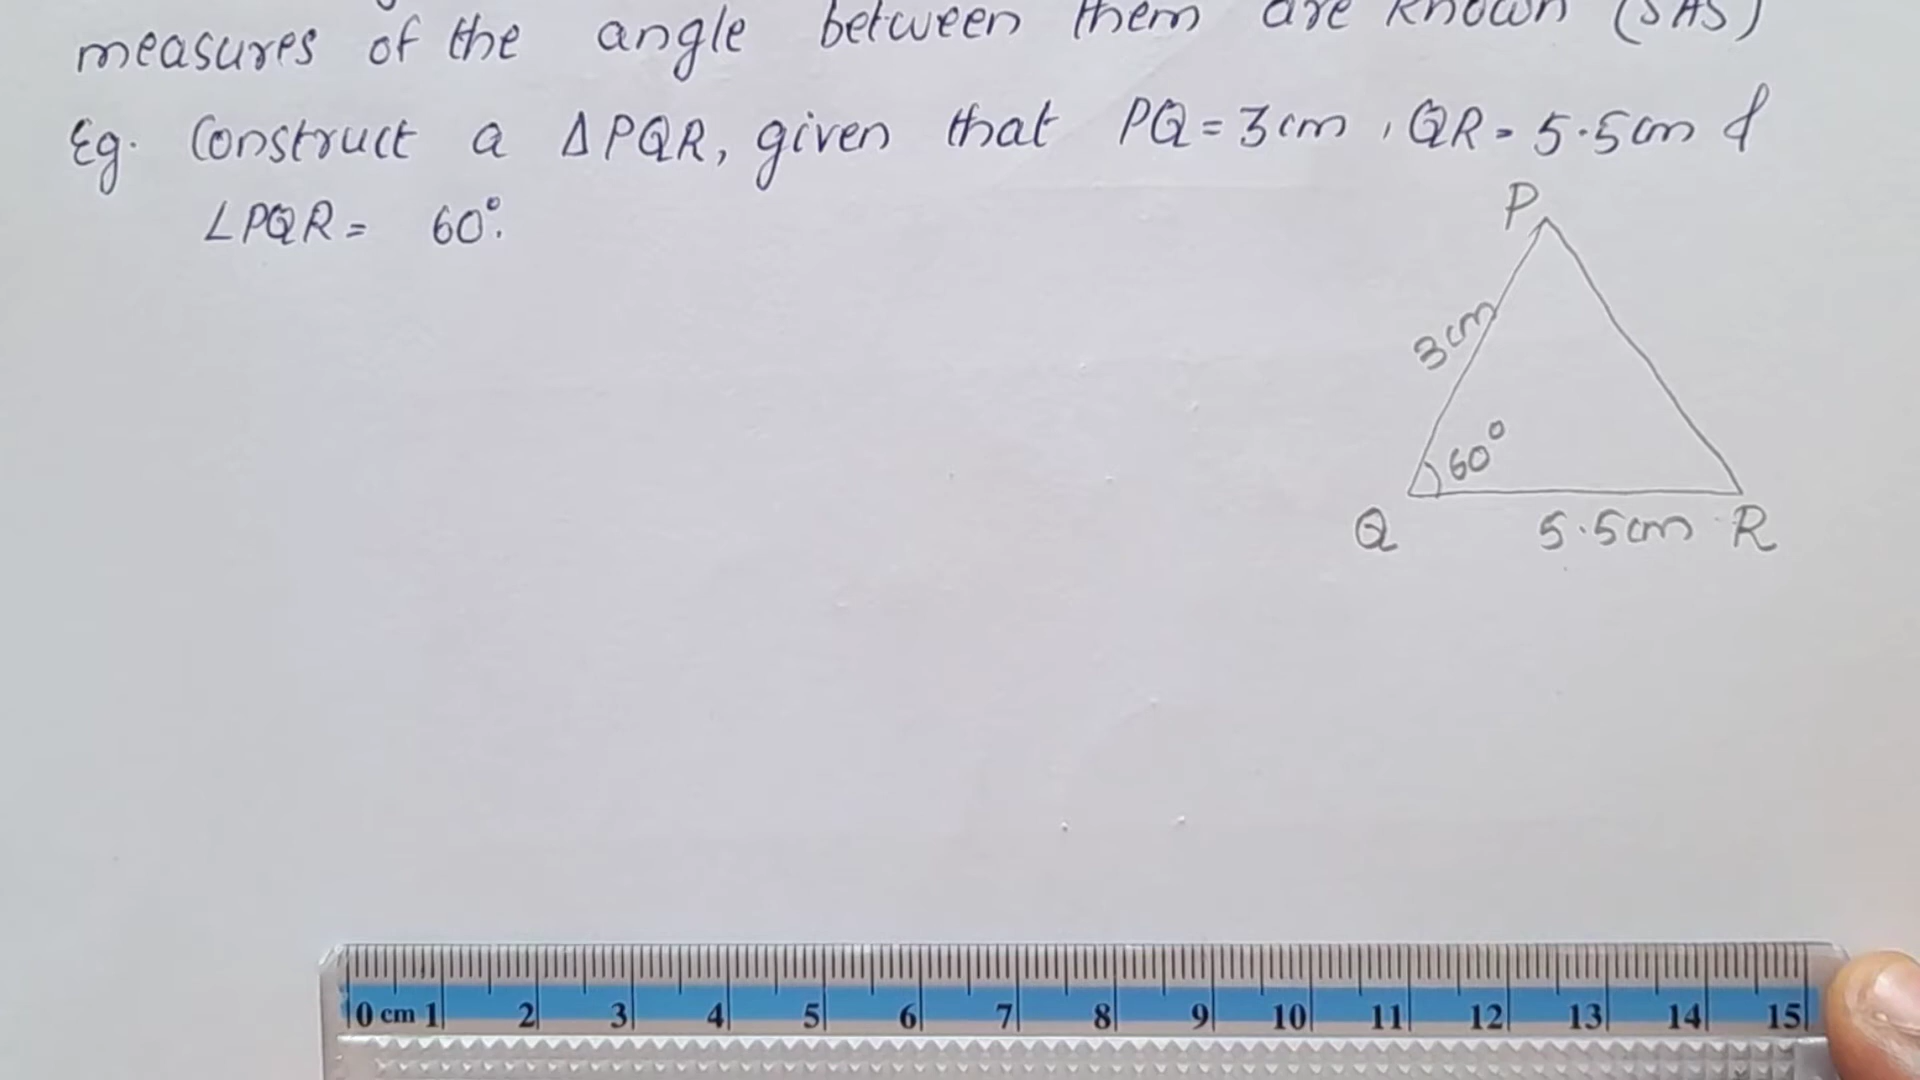 measures of the angle between them are known (SAS)
Eg. Construct a ΔPQR, given that PQ = 3 cm, QR = 5.5cm &
∠PQR = 60°.
P
3cm
60°
Q 5.5cm R
0 cm 1 2 3 4 5 6 7 8 9 10 11 12 13 14 15